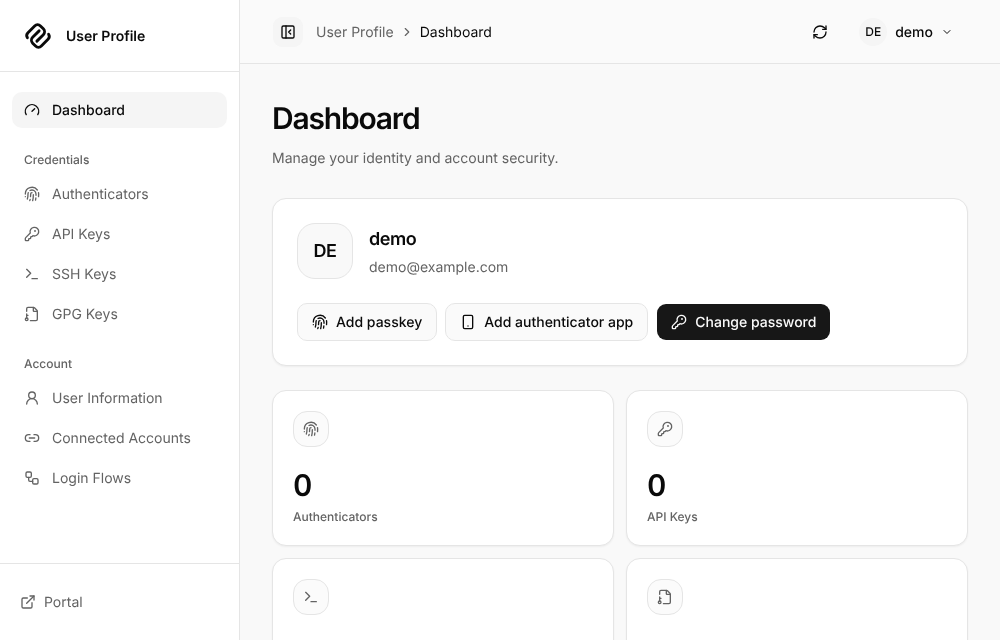 User Profile
User Profile > Dashboard
DE demo
Dashboard
Credentials
Authenticators
API Keys
SSH Keys
GPG Keys
Account
User Information
Connected Accounts
Login Flows
Portal
Dashboard
Manage your identity and account security.
DE
demo
demo@example.com
Add passkey
Add authenticator app
Change password
0
Authenticators
0
API Keys